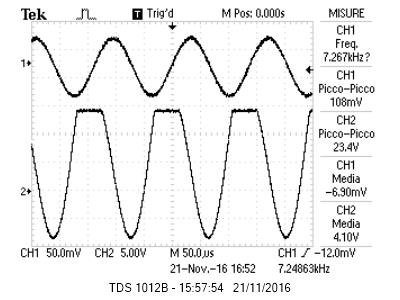 Tek Trig'd M Pos: 0.000s MISURE
CH1
Freq.
7.267kHz?
CH1
Picco-Picco
108mV
CH2
Picco-Picco
23.4V
CH1
Media
-6.90mV
CH2
Media
4.10V
1
2
CH1 50.0mV CH2 5.00V M 50.0µs CH1 -12.0mV
21-Nov.-16 16:52 7.24863kHz
TDS 1012B - 15:57:54 21/11/2016